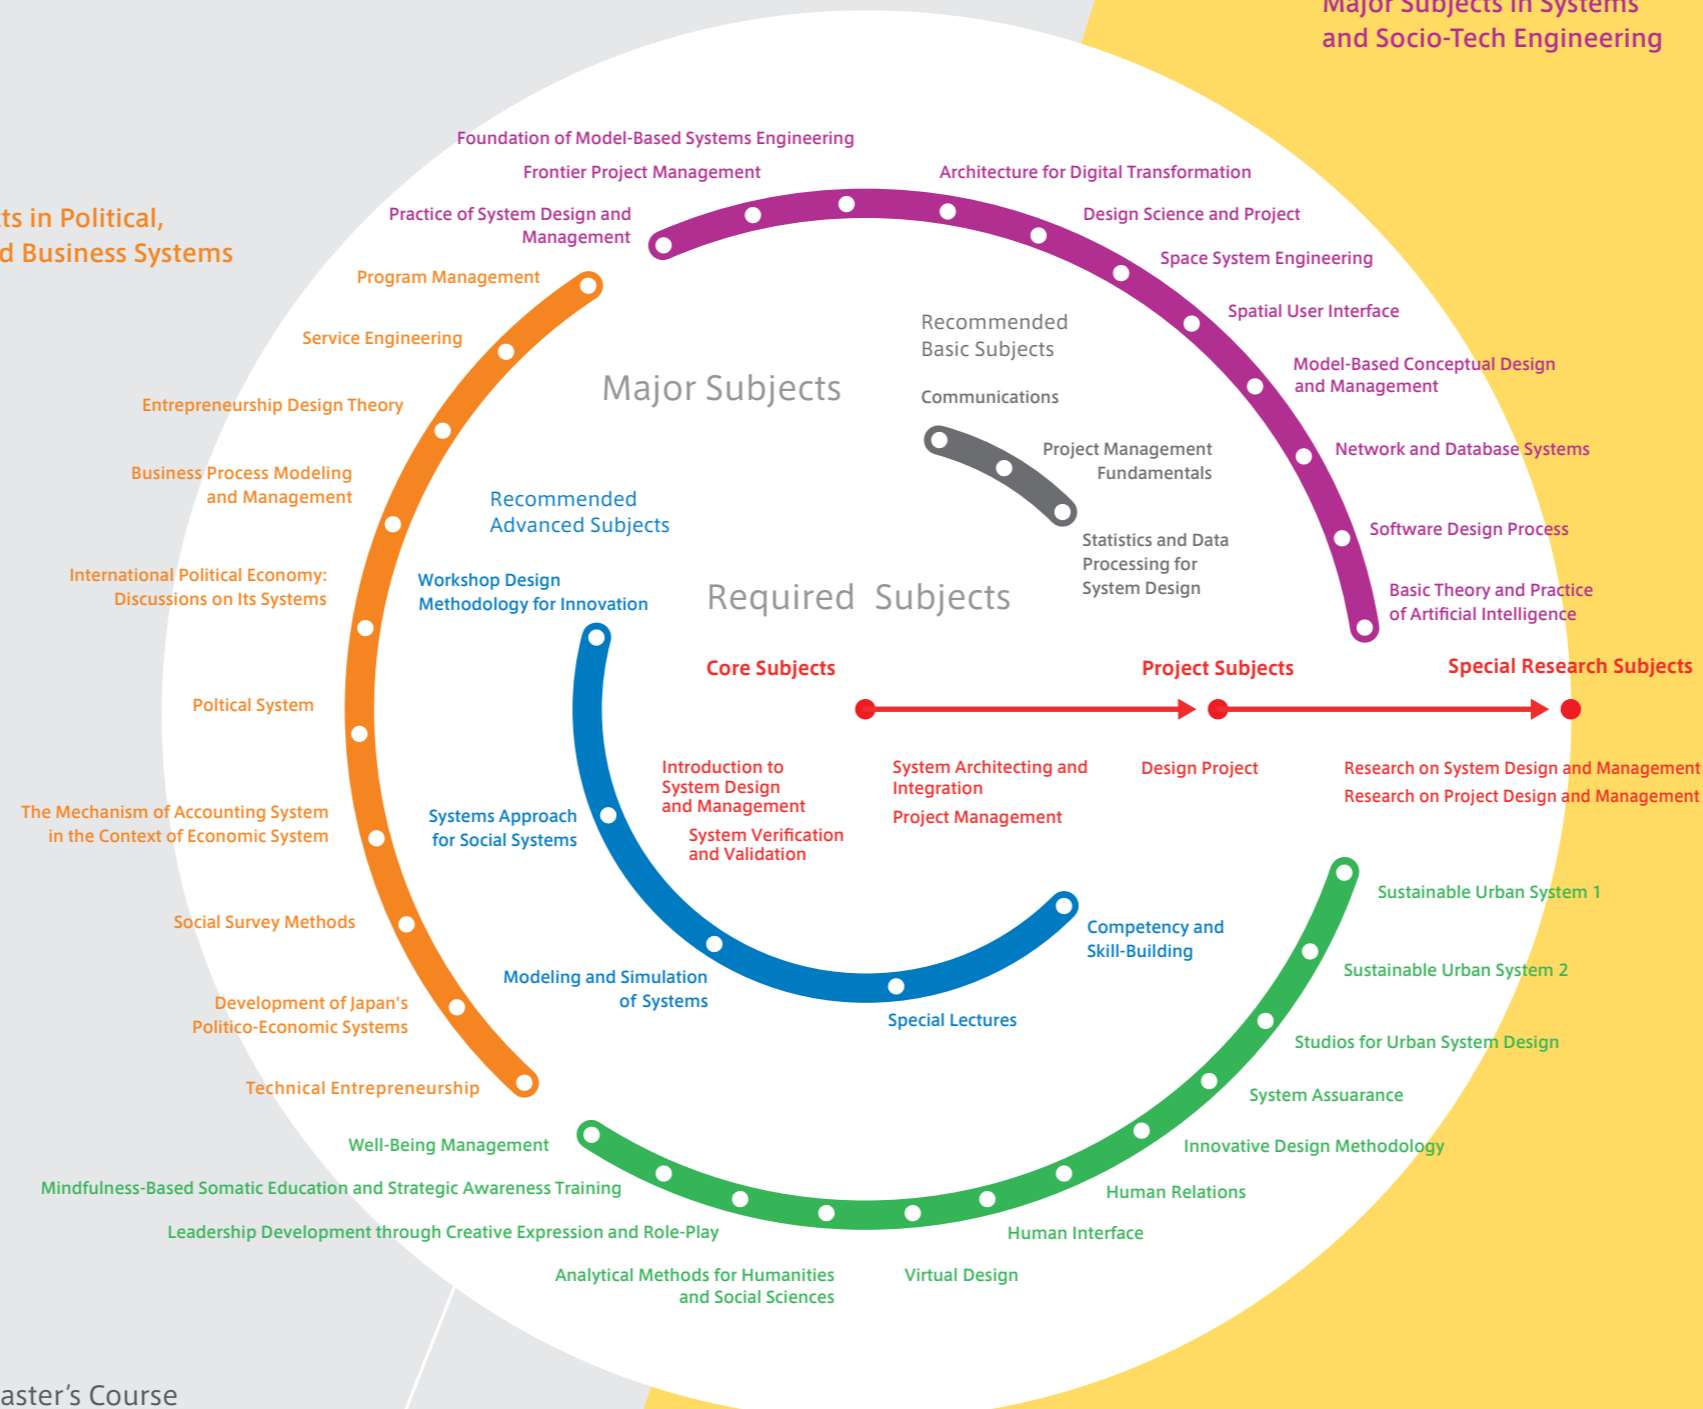 Major Subjects in Systems
and Socio-Tech Engineering
ts in Political,
d Business Systems
Foundation of Model-Based Systems Engineering
Frontier Project Management
Practice of System Design and
Management
Architecture for Digital Transformation
Design Science and Project
Space System Engineering
Spatial User Interface
Model-Based Conceptual Design
and Management
Network and Database Systems
Software Design Process
Basic Theory and Practice
of Artificial Intelligence
Program Management
Service Engineering
Entrepreneurship Design Theory
Business Process Modeling
and Management
International Political Economy:
Discussions on Its Systems
Poltical System
The Mechanism of Accounting System
in the Context of Economic System
Social Survey Methods
Development of Japan's
Politico-Economic Systems
Technical Entrepreneurship
Major Subjects
Recommended
Basic Subjects
Communications
Project Management
Fundamentals
Statistics and Data
Processing for
System Design
Recommended
Advanced Subjects
Workshop Design
Methodology for Innovation
Systems Approach
for Social Systems
Modeling and Simulation
of Systems
Special Lectures
Competency and
Skill-Building
Required Subjects
Core Subjects
Project Subjects
Special Research Subjects
Introduction to
System Design
and Management
System Verification
and Validation
System Architecting and
Integration
Project Management
Design Project
Research on System Design and Management
Research on Project Design and Management
Sustainable Urban System 1
Sustainable Urban System 2
Studios for Urban System Design
System Assuarance
Innovative Design Methodology
Human Relations
Human Interface
Virtual Design
Analytical Methods for Humanities
and Social Sciences
Leadership Development through Creative Expression and Role-Play
Mindfulness-Based Somatic Education and Strategic Awareness Training
Well-Being Management
aster's Course